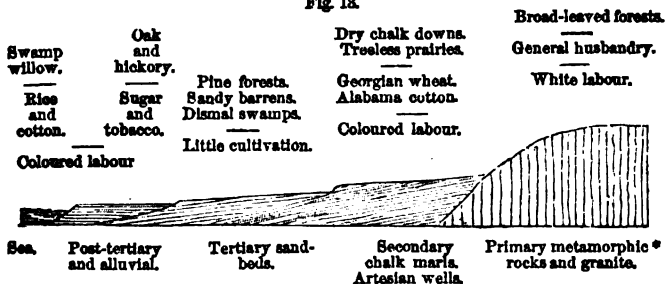 Fig. 18.
Swamp
willow.
Rice
and
cotton.
Oak
and
hickory.
Sugar
and
tobacco.
Coloured labour
Pine forests.
Sandy barrens.
Dismal swamps.
Little cultivation.
Dry chalk downs.
Treeless prairies.
Georgian wheat.
Alabama cotton.
Coloured labour.
Broad-leaved forests.
General husbandry.
White labour.
Sea.
Post-tertiary
and alluvial.
Tertiary sand-
beds.
Secondary
chalk marls.
Artesian wells.
Primary metamorphic *
rocks and granite.